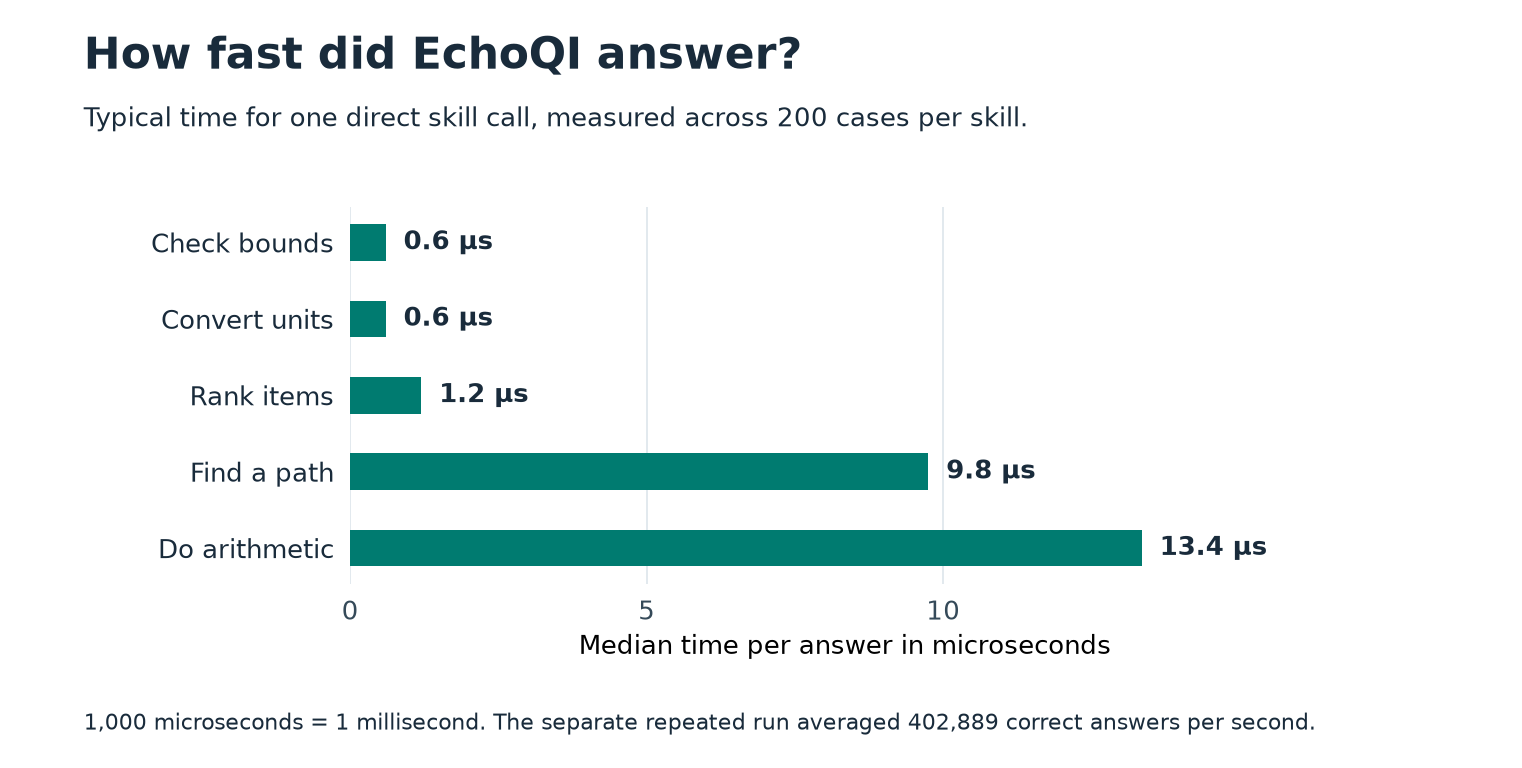 How fast did EchoQI answer?
Typical time for one direct skill call, measured across 200 cases per skill.
Check bounds 0.6 µs
Convert units 0.6 µs
Rank items 1.2 µs
Find a path 9.8 µs
Do arithmetic 13.4 µs
0 5 10
Median time per answer in microseconds
1,000 microseconds = 1 millisecond. The separate repeated run averaged 402,889 correct answers per second.